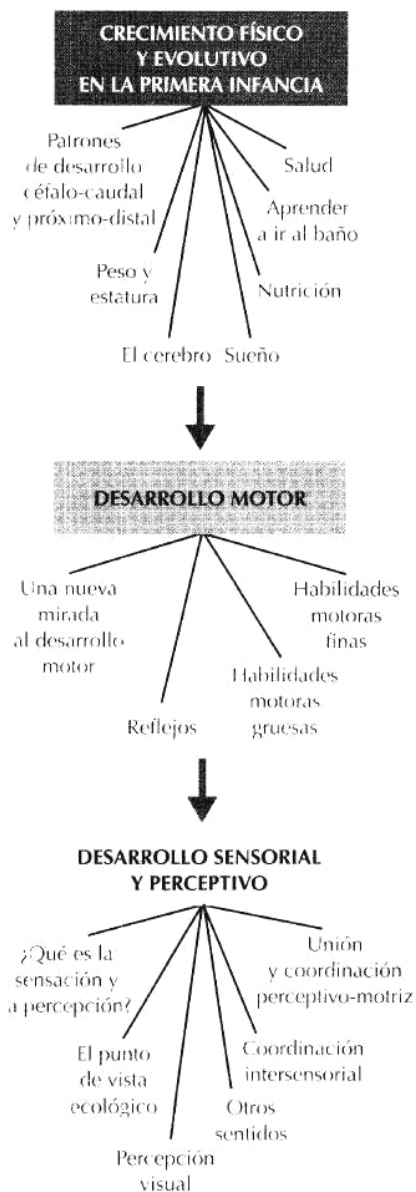 CRECIMIENTO FÍSICO
Y EVOLUTIVO
EN LA PRIMERA INFANCIA
Patrones
de desarrollo
céfalo-caudal
y próximo-distal
Peso y
estatura
El cerebro
Sueño
Nutrición
Aprender
a ir al baño
Salud
DESARROLLO MOTOR
Una nueva
mirada
al desarrollo
motor
Reflejos
Habilidades
motoras
gruesas
Habilidades
motoras
finas
DESARROLLO SENSORIAL
Y PERCEPTIVO
¿Qué es la
sensación y
la percepción?
El punto
de vista
ecológico
Percepción
visual
Otros
sentidos
Coordinación
intersensorial
Unión
y coordinación
perceptivo-motriz